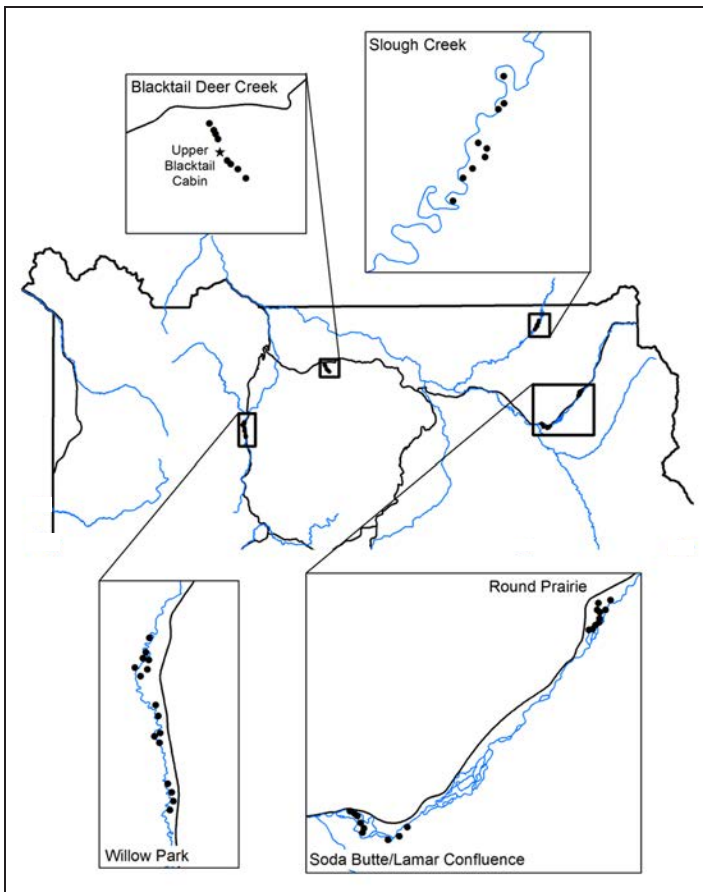 Slough Creek
Blacktail Deer Creek
Upper
Blacktail
Cabin
Round Prairie
Willow Park
Soda Butte/Lamar Confluence